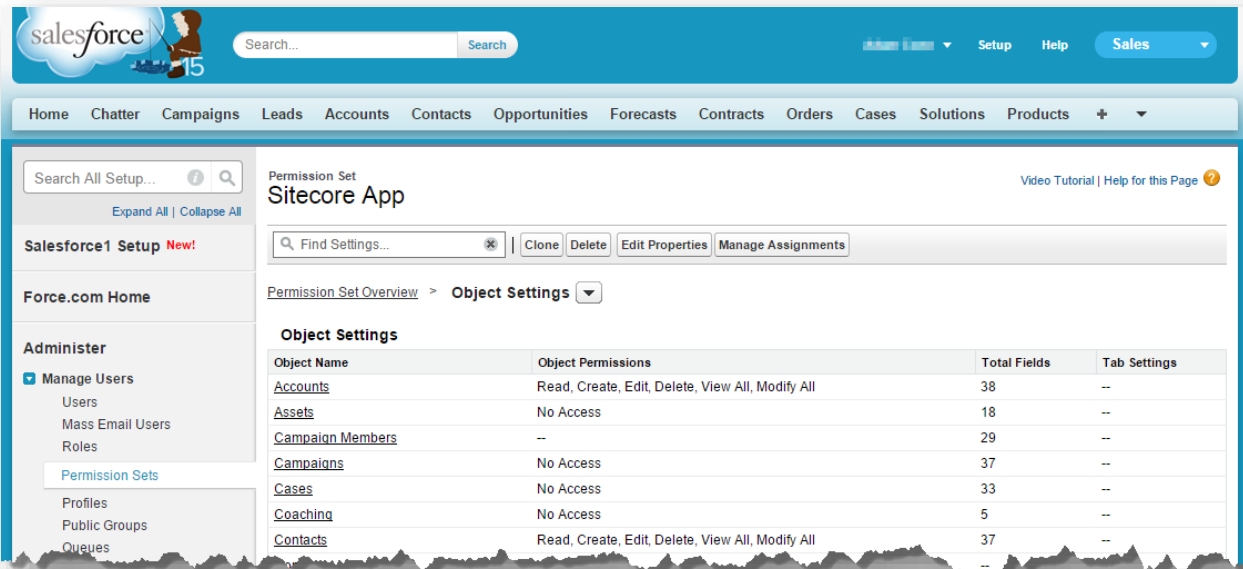 salesforce
15
Search... Search
Setup Help Sales
Home Chatter Campaigns Leads Accounts Contacts Opportunities Forecasts Contracts Orders Cases Solutions Products +
Search All Setup...
Expand All | Collapse All
Salesforce1 Setup New!
Force.com Home
Administer
Manage Users
Users
Mass Email Users
Roles
Permission Sets
Profiles
Public Groups
Queues
Permission Set
Sitecore App
Video Tutorial | Help for this Page ?
Find Settings... | Clone Delete Edit Properties Manage Assignments
Permission Set Overview > Object Settings
Object Settings
Object Name Object Permissions Total Fields Tab Settings
Accounts Read, Create, Edit, Delete, View All, Modify All 38 --
Assets No Access 18 --
Campaign Members -- 29 --
Campaigns No Access 37 --
Cases No Access 33 --
Coaching No Access 5 --
Contacts Read, Create, Edit, Delete, View All, Modify All 37 --